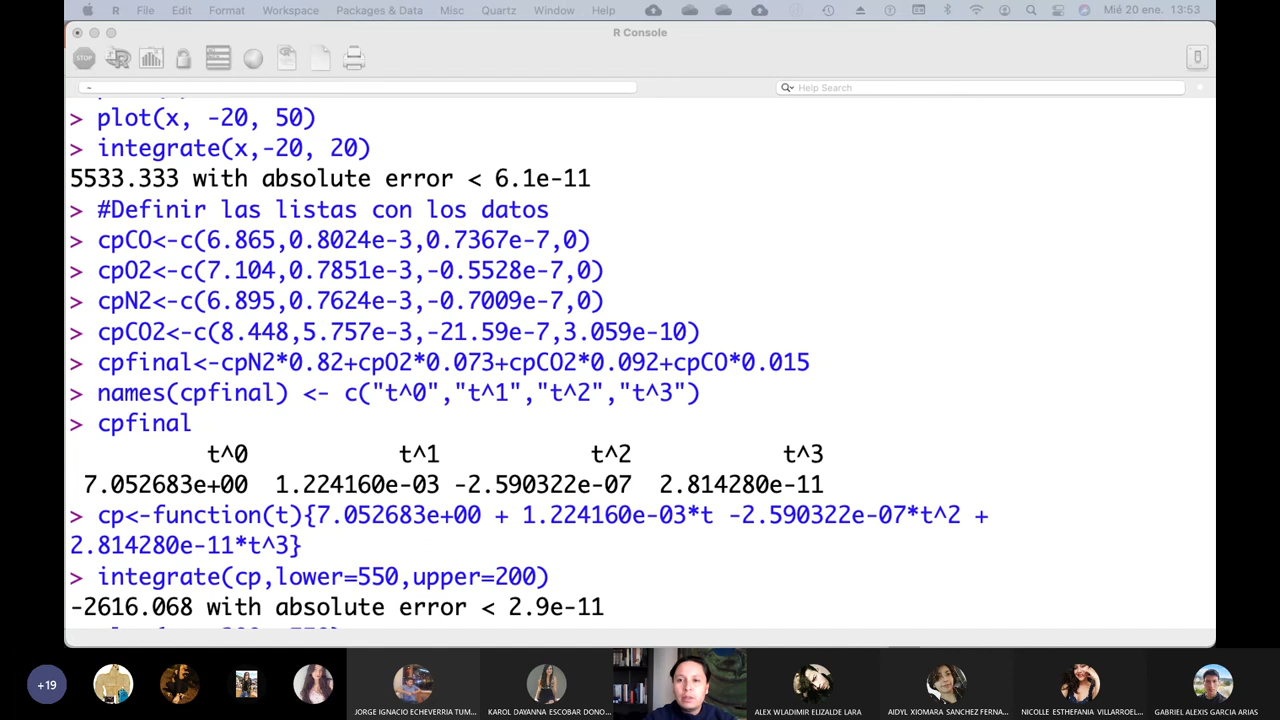 R File Edit Format Workspace Packages & Data Misc Quartz Window Help Mié 20 ene. 13:53
R Console
STOP
~ Help Search
> plot(x, -20, 50)
> integrate(x,-20, 20)
5533.333 with absolute error < 6.1e-11
> #Definir las listas con los datos
> cpCO<-c(6.865,0.8024e-3,0.7367e-7,0)
> cpO2<-c(7.104,0.7851e-3,-0.5528e-7,0)
> cpN2<-c(6.895,0.7624e-3,-0.7009e-7,0)
> cpCO2<-c(8.448,5.757e-3,-21.59e-7,3.059e-10)
> cpfinal<-cpN2*0.82+cpO2*0.073+cpCO2*0.092+cpCO*0.015
> names(cpfinal) <- c("t^0","t^1","t^2","t^3")
> cpfinal
t^0 t^1 t^2 t^3
7.052683e+00 1.224160e-03 -2.590322e-07 2.814280e-11
> cp<-function(t){7.052683e+00 + 1.224160e-03*t -2.590322e-07*t^2 +
2.814280e-11*t^3}
> integrate(cp,lower=550,upper=200)
-2616.068 with absolute error < 2.9e-11
+19
JORGE IGNACIO ECHEVERRIA TUM... KAROL DAYANNA ESCOBAR DONO... ALEX WLADIMIR ELIZALDE LARA AIDYL XIOMARA SANCHEZ FERNA... NICOLLE ESTHEFANIA VILLARROEL... GABRIEL ALEXIS GARCIA ARIAS